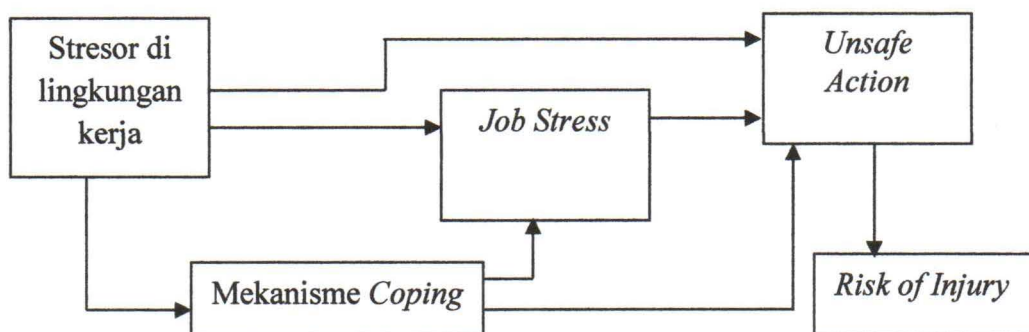 Stresor di
lingkungan
kerja
Unsafe
Action
Job Stress
Mekanisme Coping
Risk of Injury